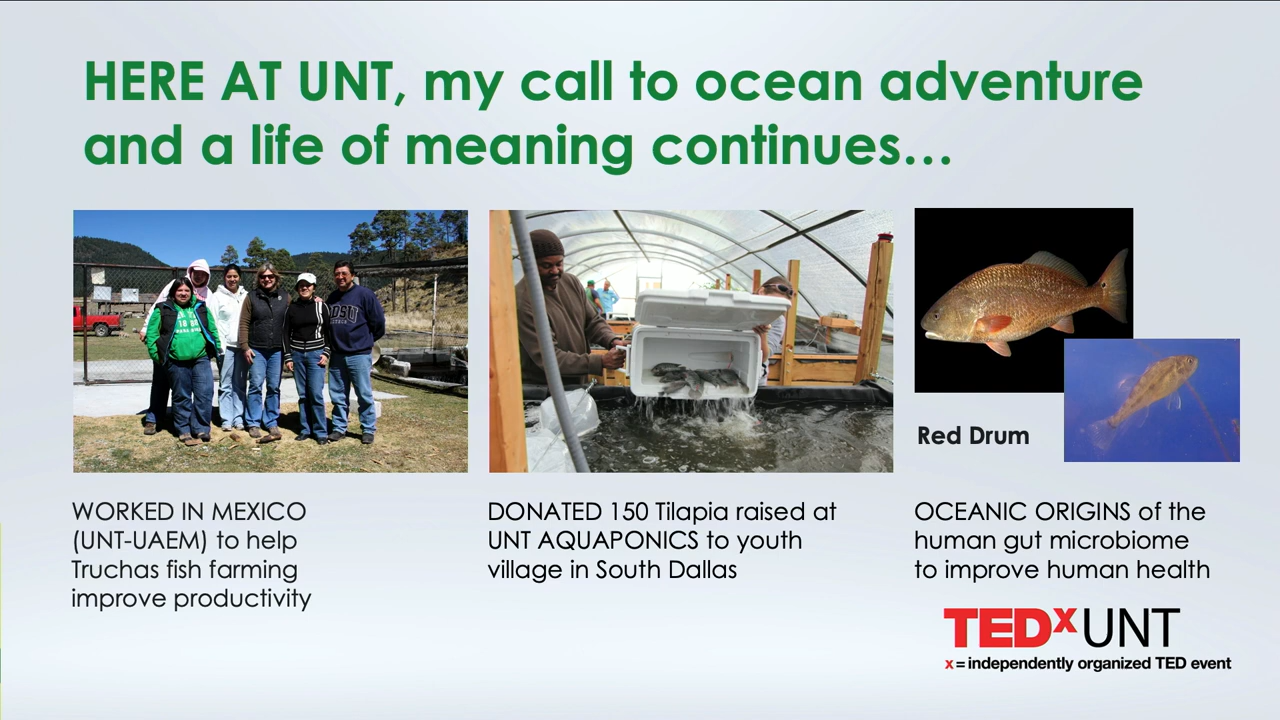 HERE AT UNT, my call to ocean adventure
and a life of meaning continues…
Red Drum
WORKED IN MEXICO
(UNT-UAEM) to help
Truchas fish farming
improve productivity
DONATED 150 Tilapia raised at
UNT AQUAPONICS to youth
village in South Dallas
OCEANIC ORIGINS of the
human gut microbiome
to improve human health
TEDxUNT
x = independently organized TED event